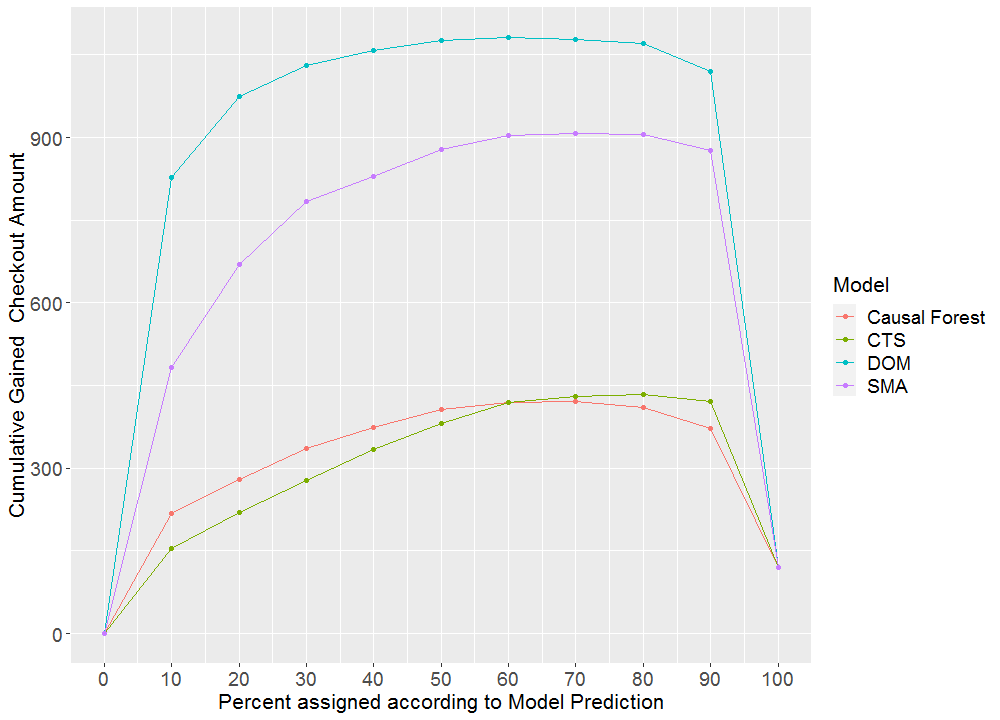 Cumulative Gained  Checkout Amount
900
600
300
0
0 10 20 30 40 50 60 70 80 90 100
Percent assigned according to Model Prediction
Model
Causal Forest
CTS
DOM
SMA